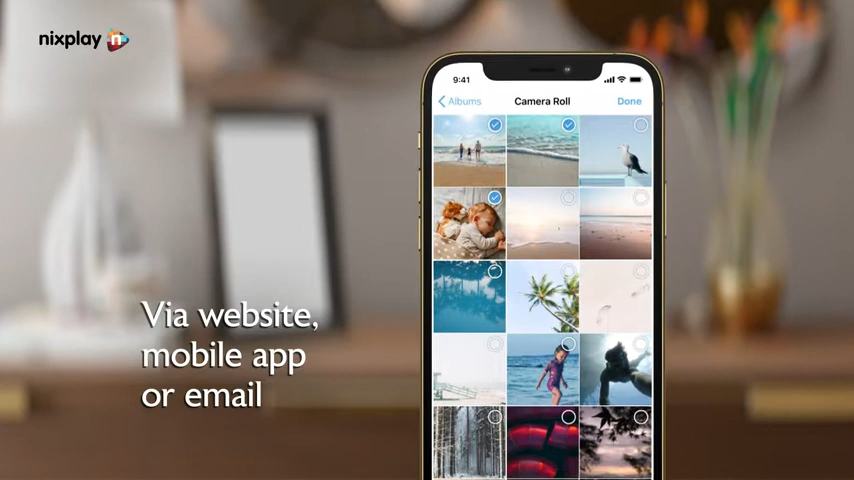 nixplay
9:41
Albums
Camera Roll
Done
Via website,
mobile app
or email